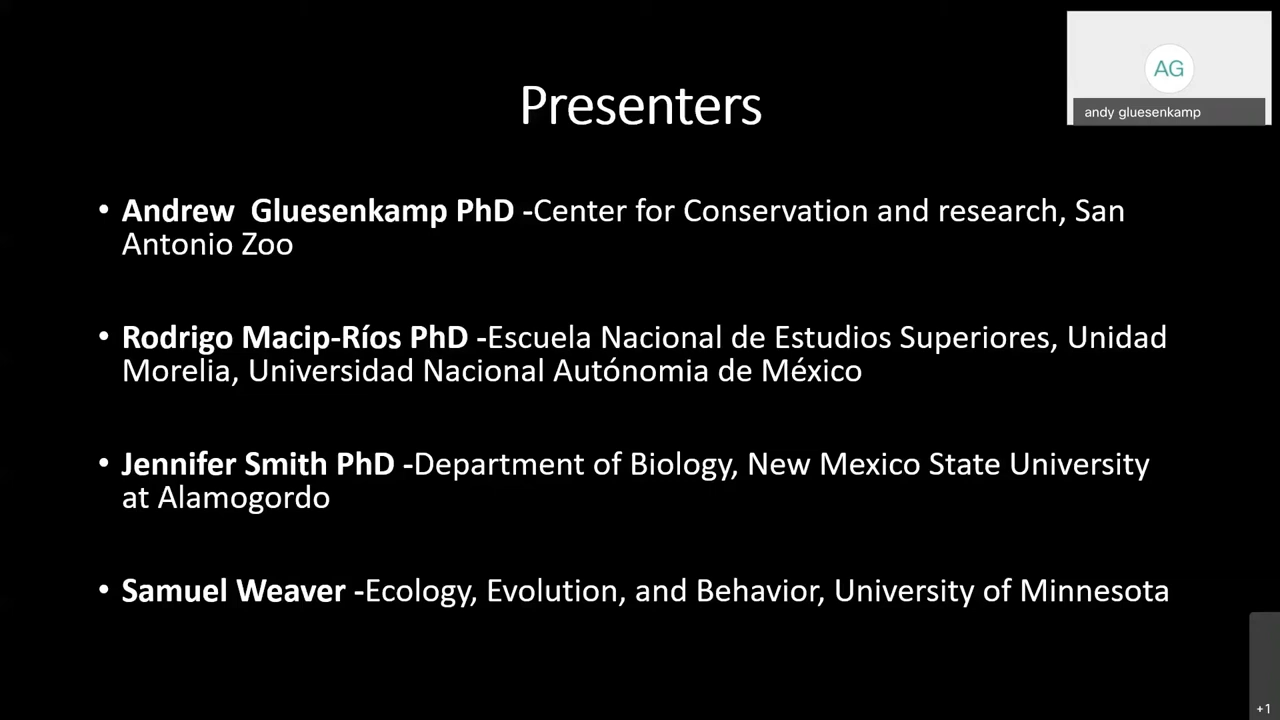 AG
andy gluesenkamp
Presenters
• Andrew  Gluesenkamp PhD -Center for Conservation and research, San
Antonio Zoo
• Rodrigo Macip-Ríos PhD -Escuela Nacional de Estudios Superiores, Unidad
Morelia, Universidad Nacional Autónomia de México
• Jennifer Smith PhD -Department of Biology, New Mexico State University
at Alamogordo
• Samuel Weaver -Ecology, Evolution, and Behavior, University of Minnesota
+1